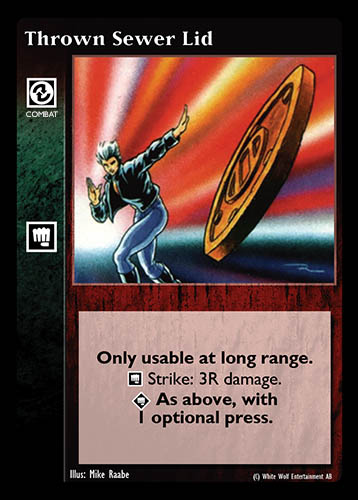 Thrown Sewer Lid
COMBAT
Only usable at long range.
Strike: 3R damage.
As above, with
1 optional press.
Illus: Mike Raabe
(C) White Wolf Entertainment AB